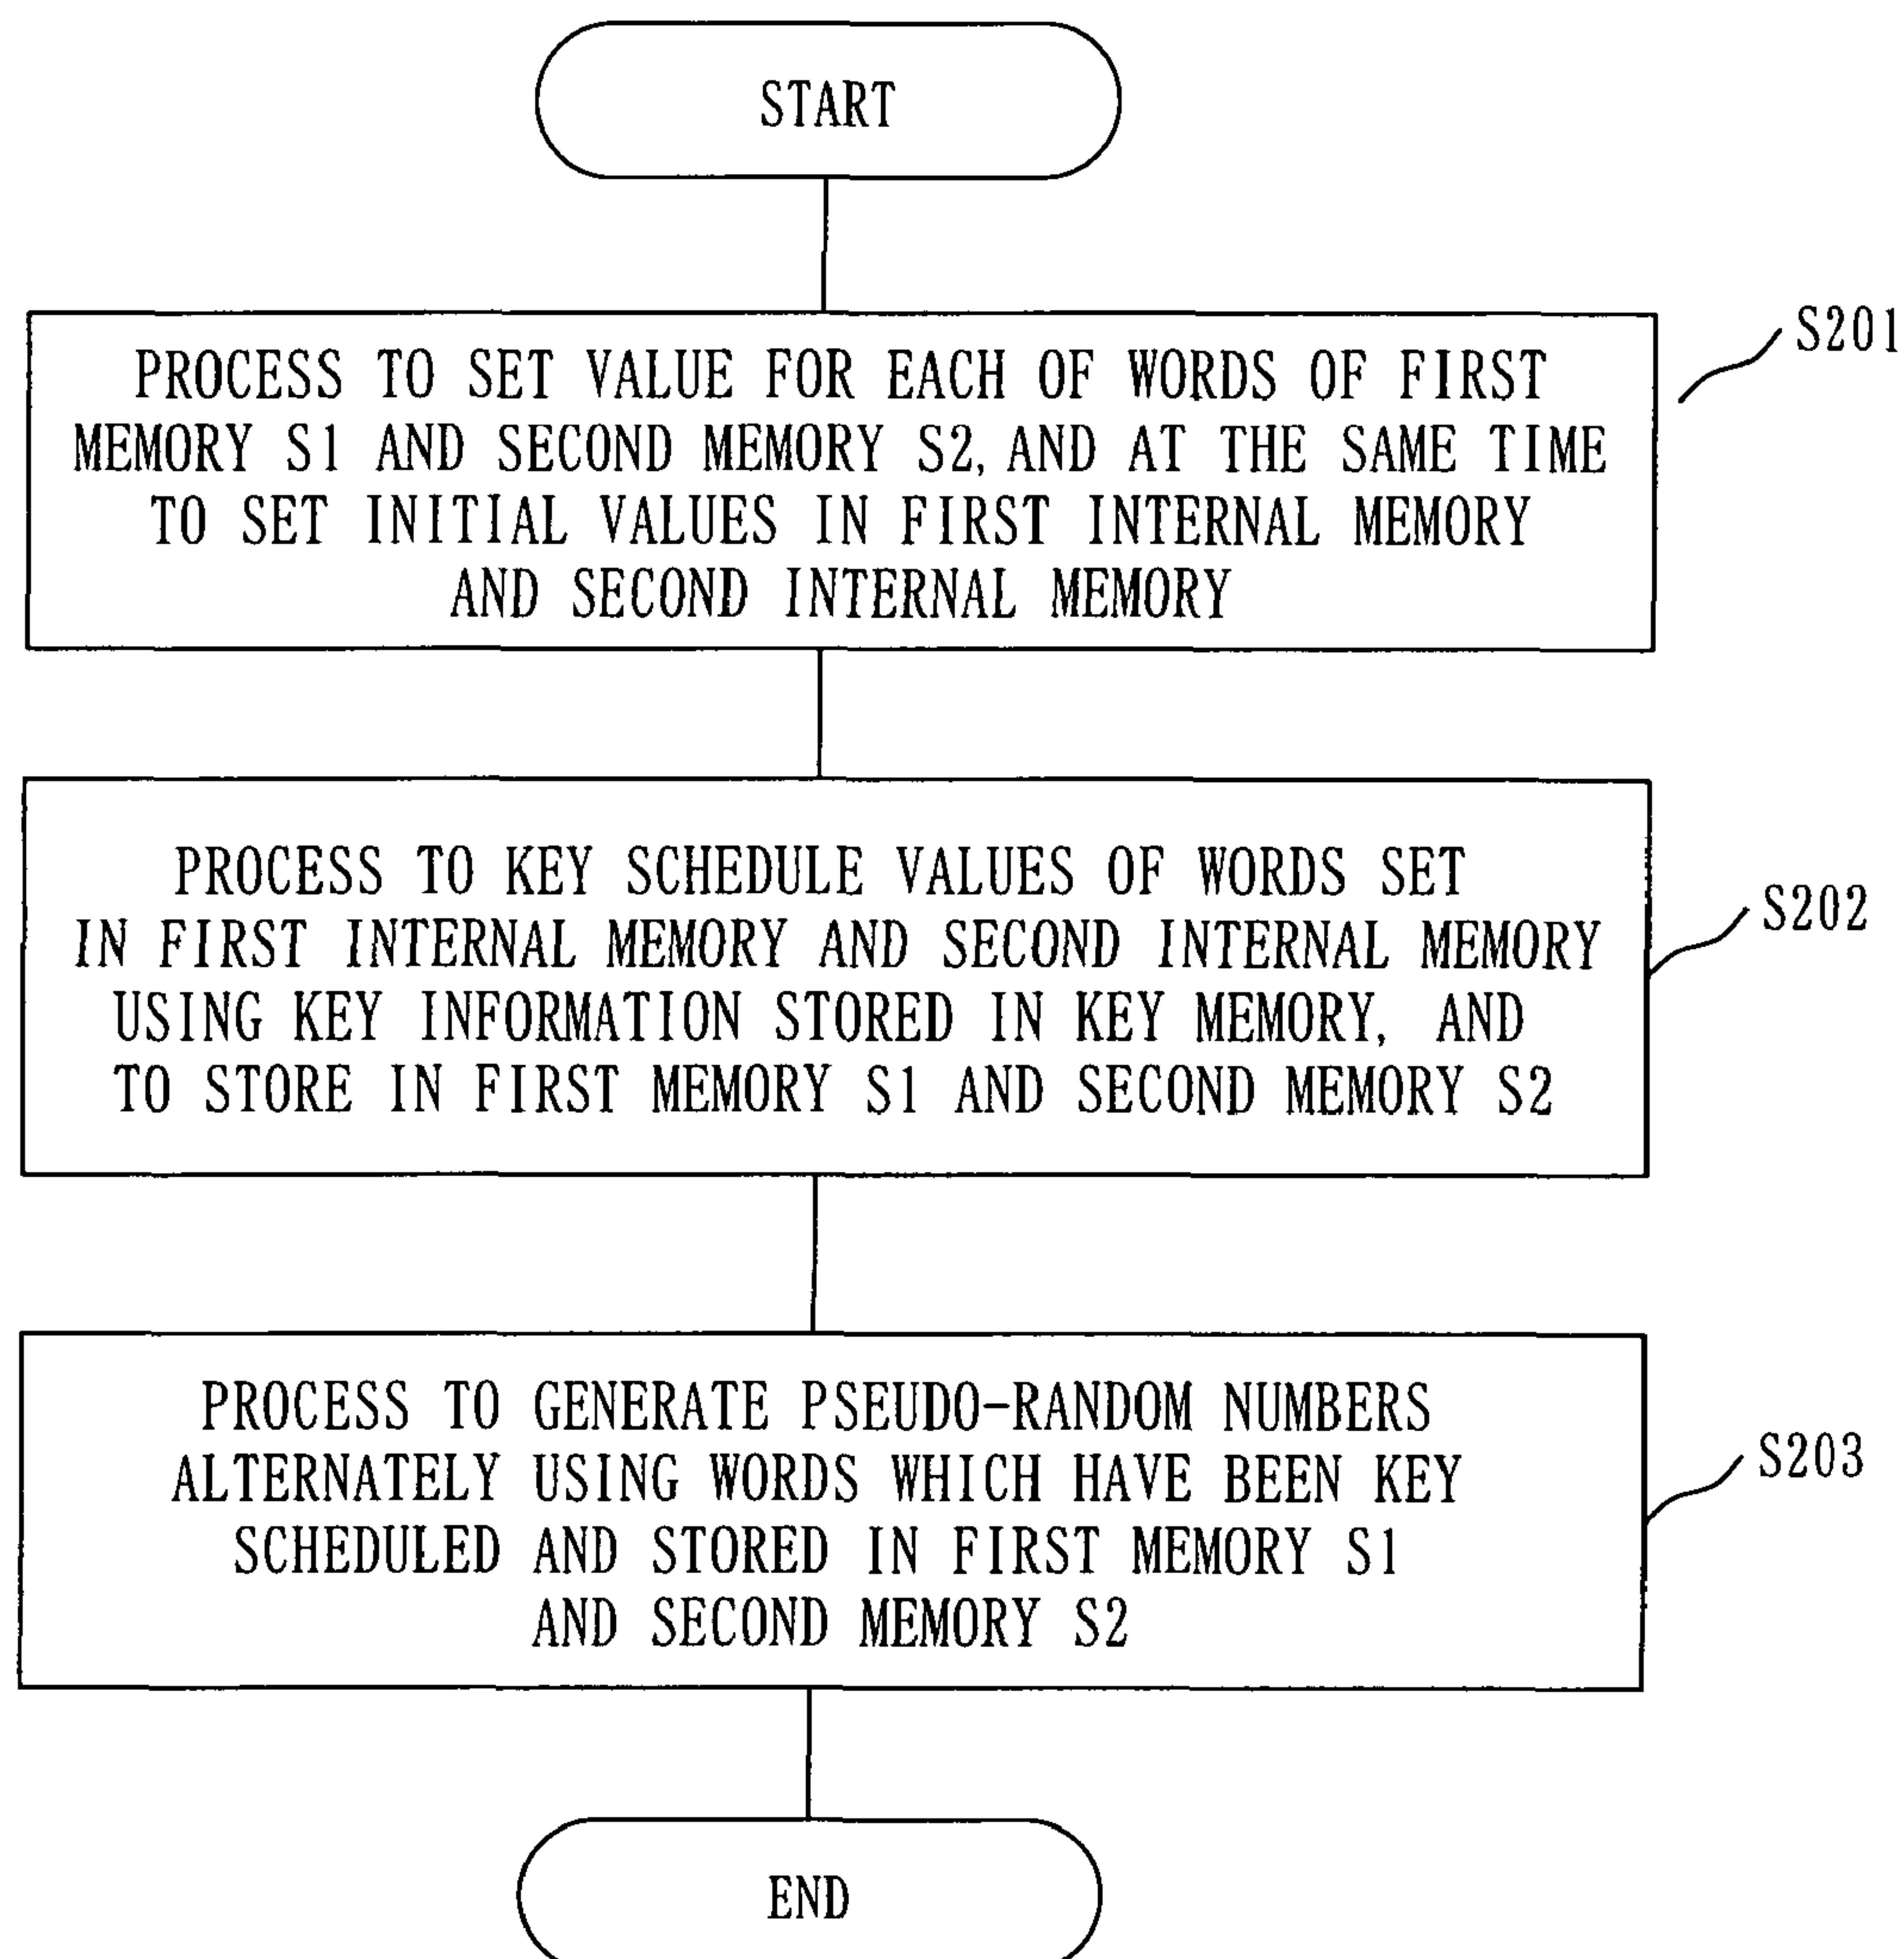 START
S201
PROCESS TO SET VALUE FOR EACH OF WORDS OF FIRST
MEMORY S1 AND SECOND MEMORY S2, AND AT THE SAME TIME
TO SET INITIAL VALUES IN FIRST INTERNAL MEMORY
AND SECOND INTERNAL MEMORY
S202
PROCESS TO KEY SCHEDULE VALUES OF WORDS SET
IN FIRST INTERNAL MEMORY AND SECOND INTERNAL MEMORY
USING KEY INFORMATION STORED IN KEY MEMORY, AND
TO STORE IN FIRST MEMORY S1 AND SECOND MEMORY S2
S203
PROCESS TO GENERATE PSEUDO-RANDOM NUMBERS
ALTERNATELY USING WORDS WHICH HAVE BEEN KEY
SCHEDULED AND STORED IN FIRST MEMORY S1
AND SECOND MEMORY S2
END